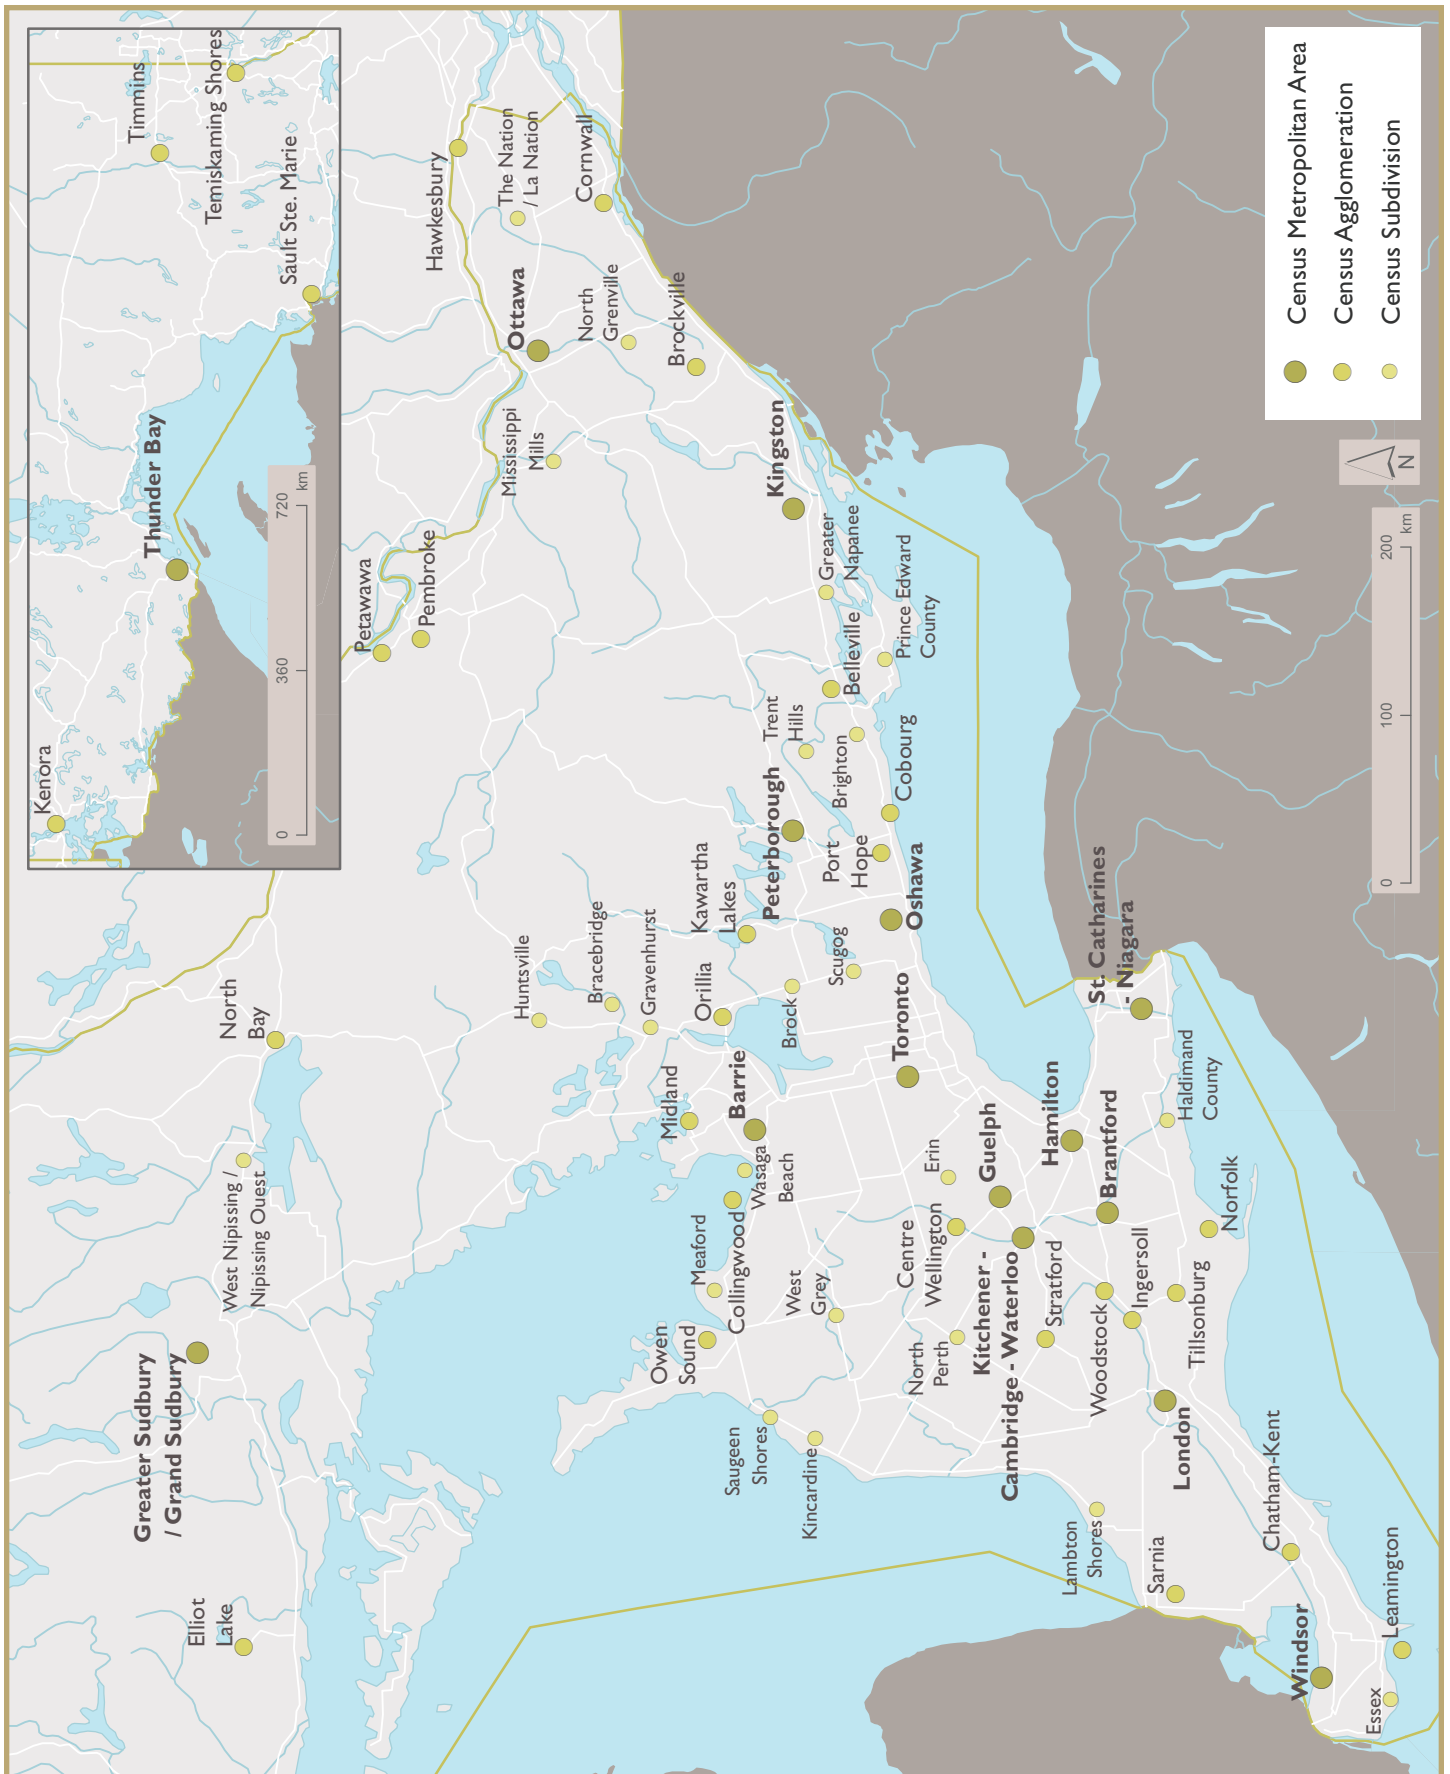 Kenora
Thunder Bay
Timmins
Temiskaming Shores
Sault Ste. Marie
0
360
720
km
Elliot
Lake
Greater Sudbury
/ Grand Sudbury
West Nipissing /
Nipissing Ouest
North
Bay
Petawawa
Pembroke
Hawkesbury
The Nation
/ La Nation
Cornwall
Ottawa
North
Grenville
Brockville
Mississippi
Mills
Kingston
Greater
Napanee
Prince Edward
County
Belleville
Trent
Hills
Brighton
Cobourg
Peterborough
Port
Hope
Kawartha
Lakes
Oshawa
Scugog
Brock
Huntsville
Bracebridge
Gravenhurst
Orillia
Midland
Barrie
Wasaga
Beach
Collingwood
Meaford
Owen
Sound
West
Grey
Saugeen
Shores
Kincardine
Toronto
Erin
Guelph
Centre
Wellington
North
Perth
Kitchener -
Cambridge - Waterloo
Stratford
Hamilton
St. Catharines
- Niagara
Brantford
Haldimand
County
Norfolk
Woodstock
Ingersoll
Tillsonburg
London
Lambton
Shores
Sarnia
Chatham-Kent
Windsor
Leamington
Essex
0
100
200
km
N
Census Metropolitan Area
Census Agglomeration
Census Subdivision